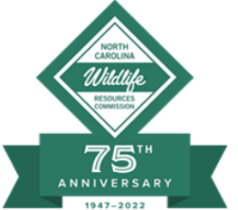 NORTH
CAROLINA
Wildlife
RESOURCES
COMMISSION
75TH
ANNIVERSARY
1947-2022